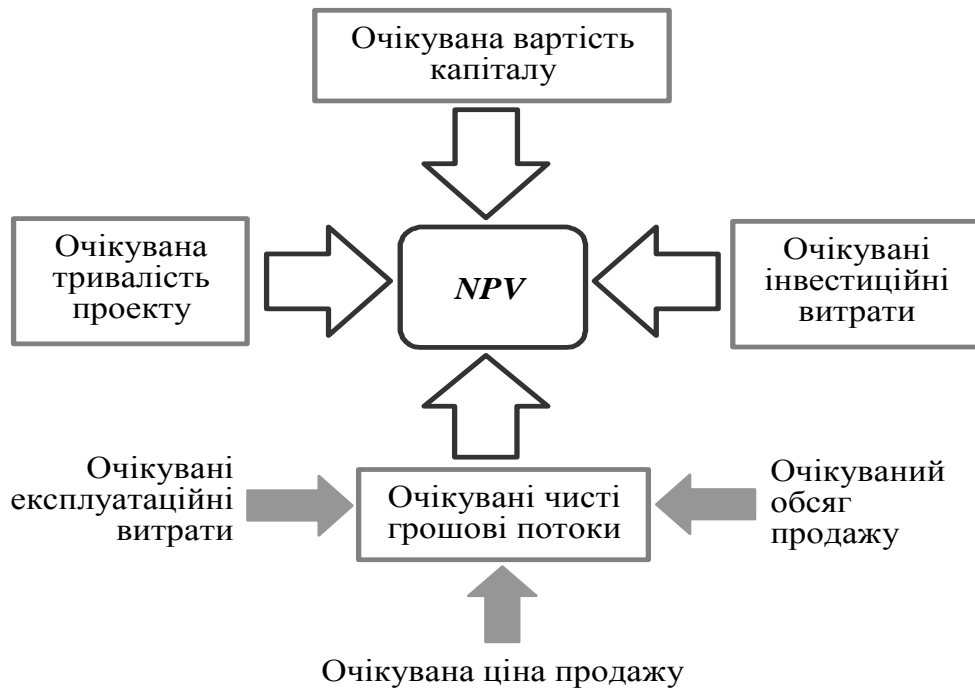 Очікувана вартість
капіталу
Очікувана
тривалість
проекту
NPV
Очікувані
інвестиційні
витрати
Очікувані
експлуатаційні
витрати
Очікувані чисті
грошові потоки
Очікуваний
обсяг
продажу
Очікувана ціна продажу